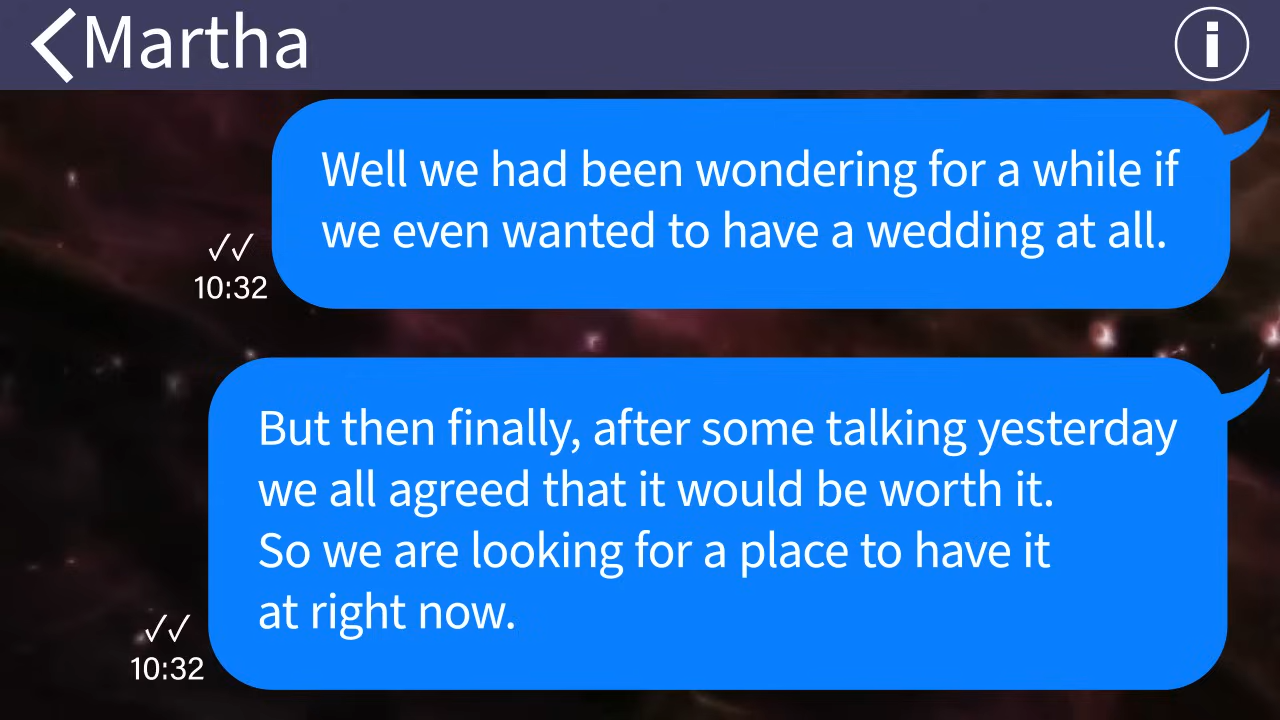 Martha
Well we had been wondering for a while if
we even wanted to have a wedding at all.
✓✓
10:32
But then finally, after some talking yesterday
we all agreed that it would be worth it.
So we are looking for a place to have it
at right now.
✓✓
10:32